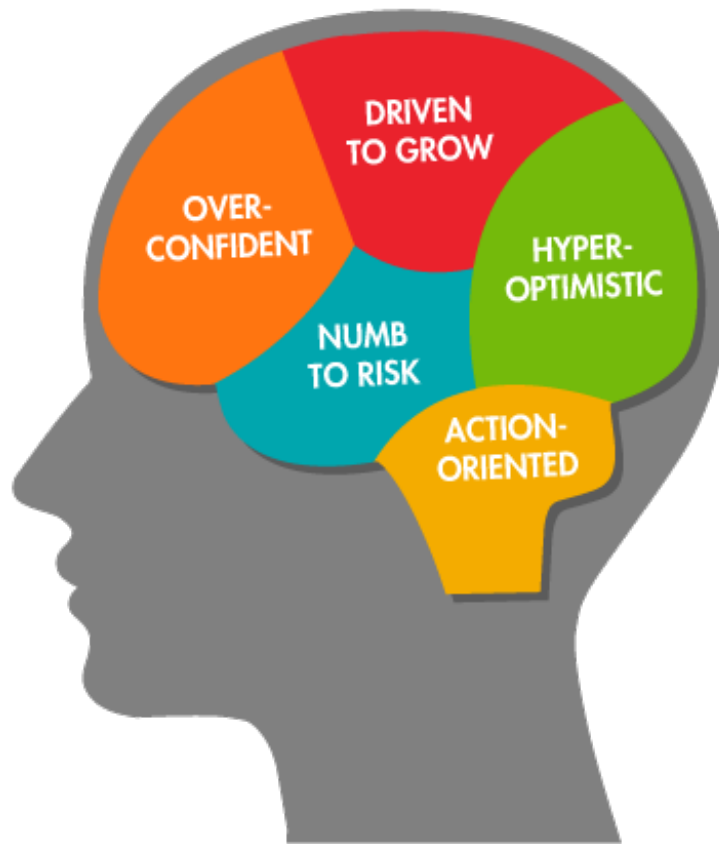 DRIVEN
TO GROW
OVER-
CONFIDENT
HYPER-
OPTIMISTIC
NUMB
TO RISK
ACTION-
ORIENTED